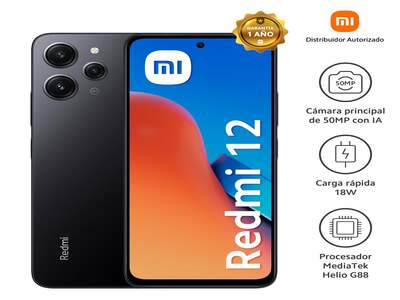 GARANTÍA
1 AÑO
mi
Distribuidor Autorizado
mi
Redmi 12
Redmi
50MP
Cámara principal
de 50MP con IA
Carga rápida
18W
Procesador
MediaTek
Helio G88